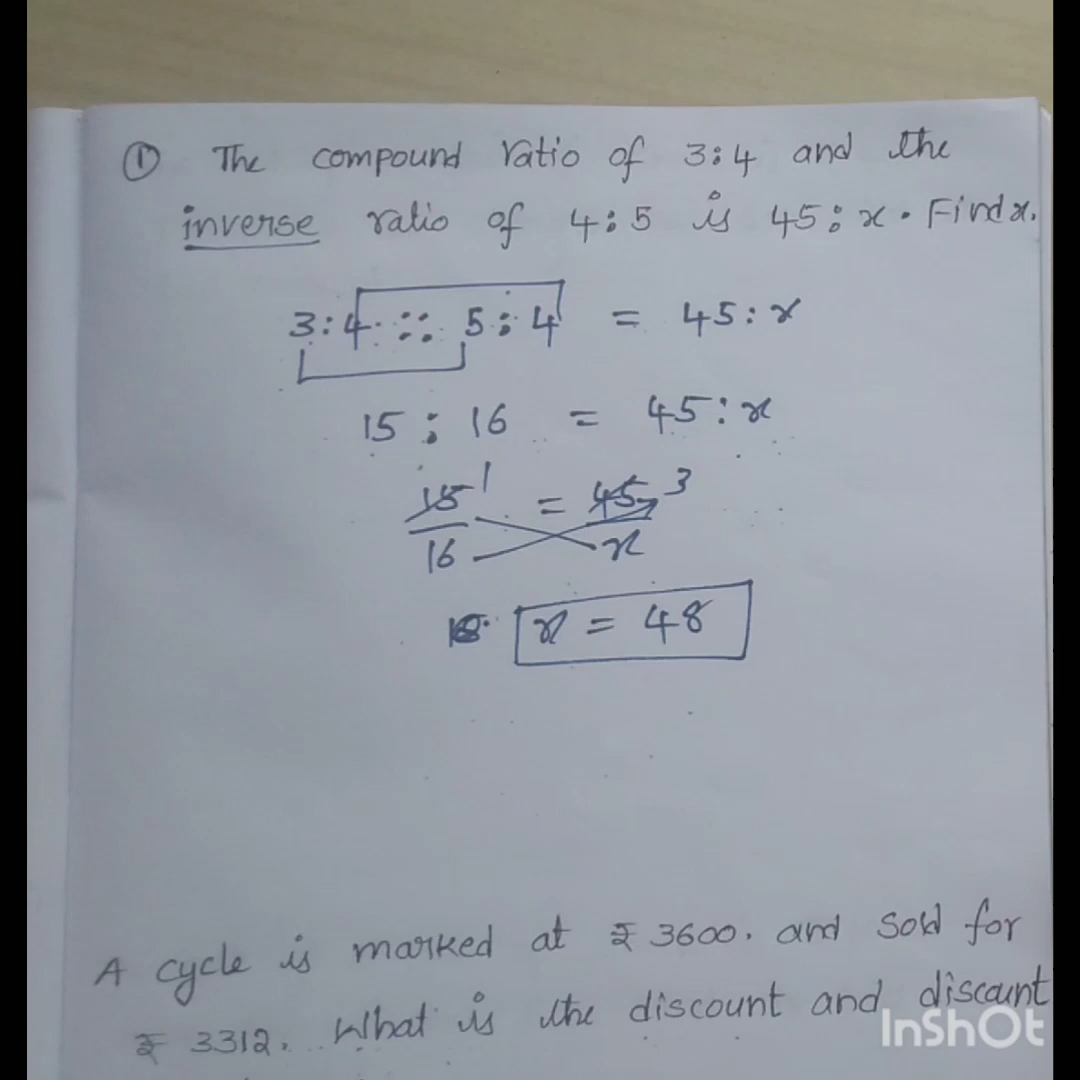 ① The compound ratio of 3:4 and the
inverse ratio of 4:5 is 45:x. Find x.
3:4 :: 5:4 = 45:x
15:16 = 45:x
15 1 = 45 3
16 x
x = 48
A cycle is marked at ₹ 3600. and sold for
₹ 3312. What is the discount and discount
InShOt